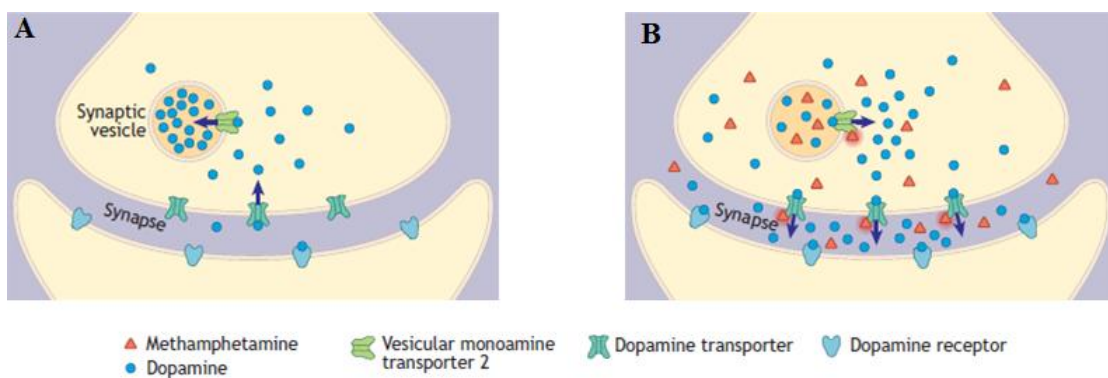 A
B
Synaptic
vesicle
Synapse
Synapse
Methamphetamine
Dopamine
Vesicular monoamine
transporter 2
Dopamine transporter
Dopamine receptor